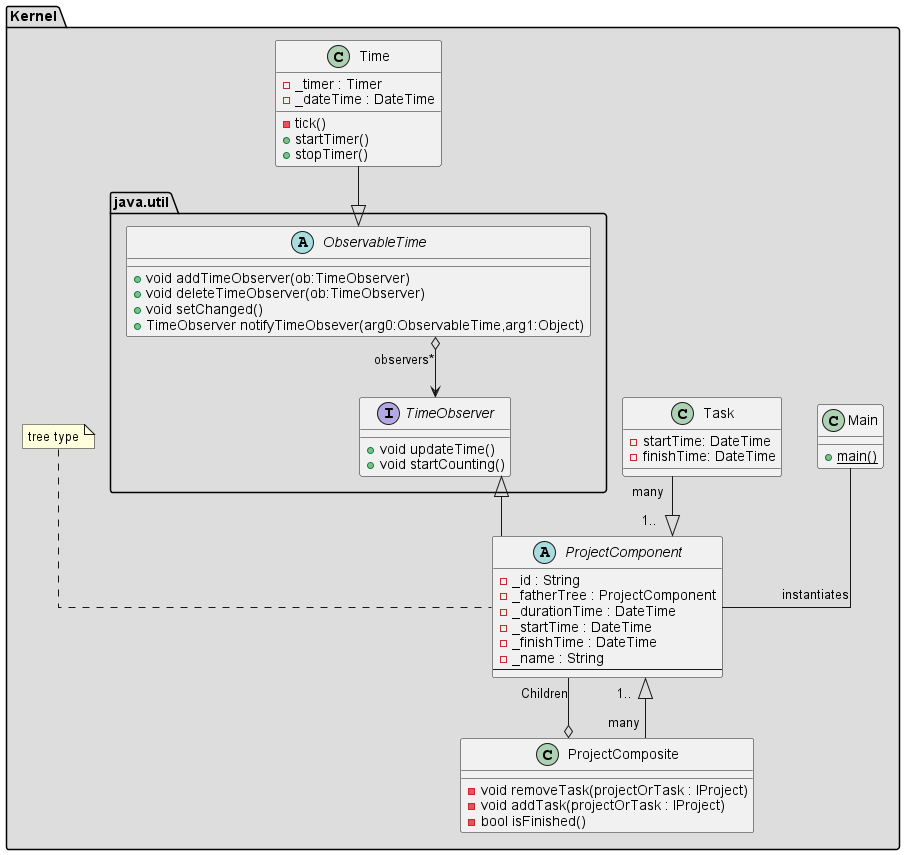 Kernel
C Time
_timer : Timer
_dateTime : DateTime
tick()
startTimer()
stopTimer()
java.util
A ObservableTime
void addTimeObserver(ob:TimeObserver)
void deleteTimeObserver(ob:TimeObserver)
void setChanged()
TimeObserver notifyTimeObsever(arg0:ObservableTime,arg1:Object)
observers*
I TimeObserver
void updateTime()
void startCounting()
C Task
startTime: DateTime
finishTime: DateTime
C Main
main()
tree type
many
1..
A ProjectComponent
_id : String
_fatherTree : ProjectComponent
_durationTime : DateTime
_startTime : DateTime
_finishTime : DateTime
_name : String
instantiates
Children
1..
many
C ProjectComposite
void removeTask(projectOrTask : IProject)
void addTask(projectOrTask : IProject)
bool isFinished()